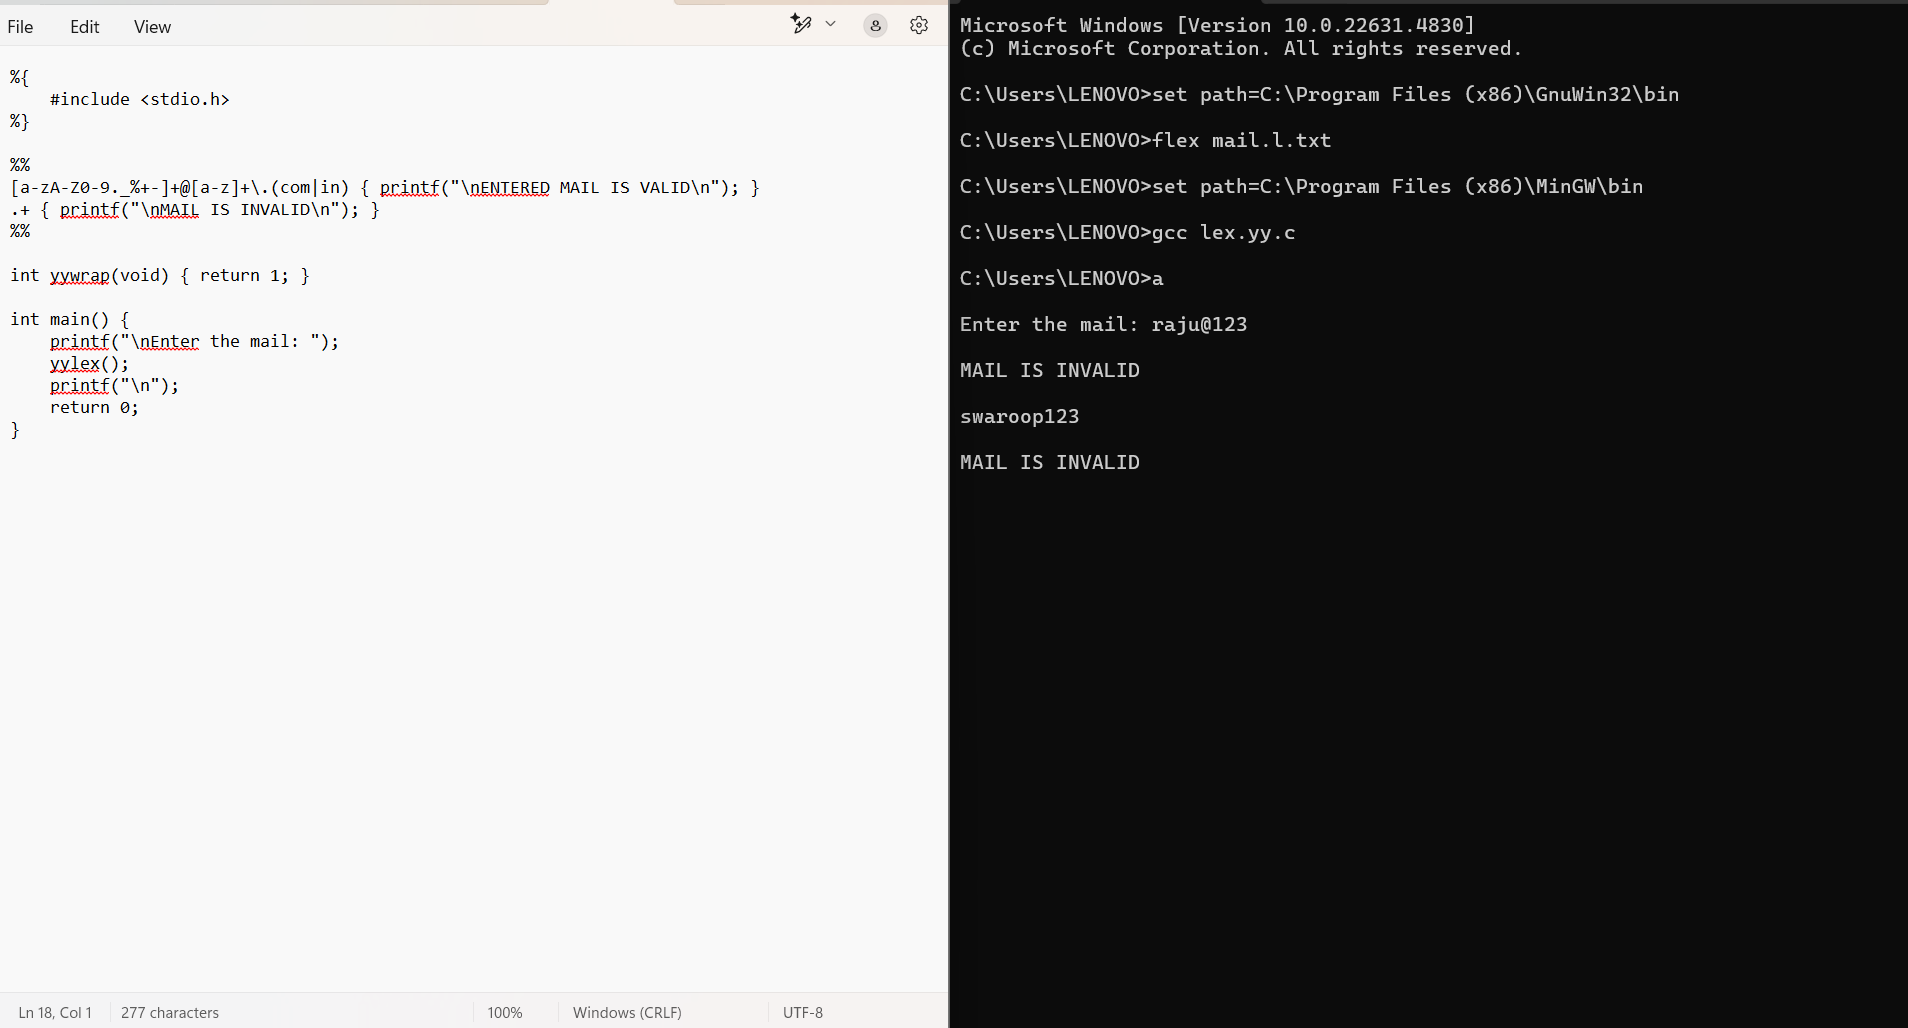 File Edit View
%{
    #include <stdio.h>
%}
%%
[a-zA-Z0-9._%+-]+@[a-z]+\.(com|in) { printf("\nENTERED MAIL IS VALID\n"); }
.+ { printf("\nMAIL IS INVALID\n"); }
%%
int yywrap(void) { return 1; }
int main() {
    printf("\nEnter the mail: ");
    yylex();
    printf("\n");
    return 0;
}
Ln 18, Col 1 277 characters 100% Windows (CRLF) UTF-8
Microsoft Windows [Version 10.0.22631.4830]
(c) Microsoft Corporation. All rights reserved.
C:\Users\LENOVO>set path=C:\Program Files (x86)\GnuWin32\bin
C:\Users\LENOVO>flex mail.l.txt
C:\Users\LENOVO>set path=C:\Program Files (x86)\MinGW\bin
C:\Users\LENOVO>gcc lex.yy.c
C:\Users\LENOVO>a
Enter the mail: raju@123
MAIL IS INVALID
swaroop123
MAIL IS INVALID